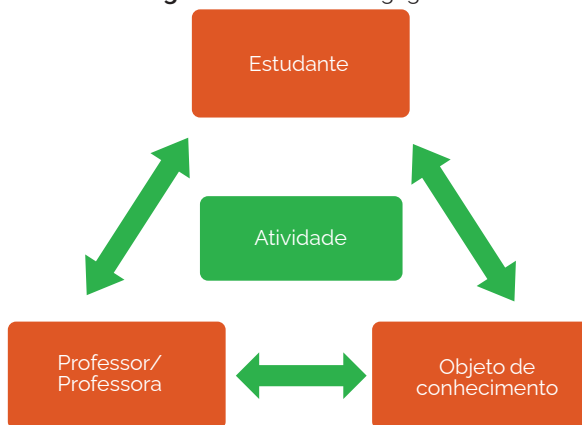 Estudante
Atividade
Professor/
Professora
Objeto de
conhecimento